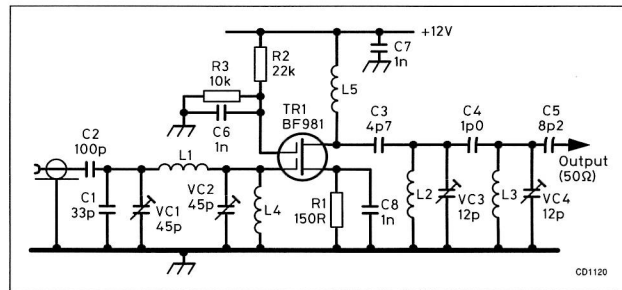 +12V
C7
1n
R2
22k
R3
10k
L5
TR1
BF981
C6
1n
C3
4p7
C4
1p0
C5
8p2
Output
(50Ω)
C2
100p
L1
C1
33p
VC1
45p
VC2
45p
L4
R1
150R
C8
1n
L2
VC3
12p
L3
VC4
12p
CD1120